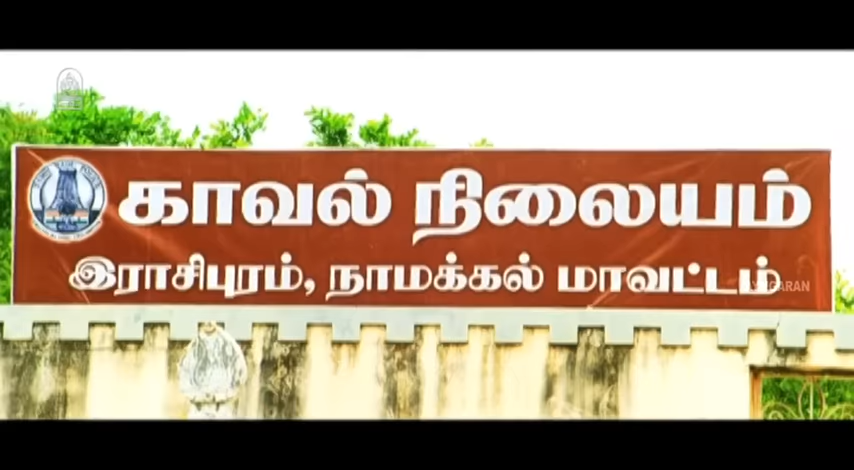 காவல் நிலையம்
இராசிபுரம், நாமக்கல் மாவட்டம்